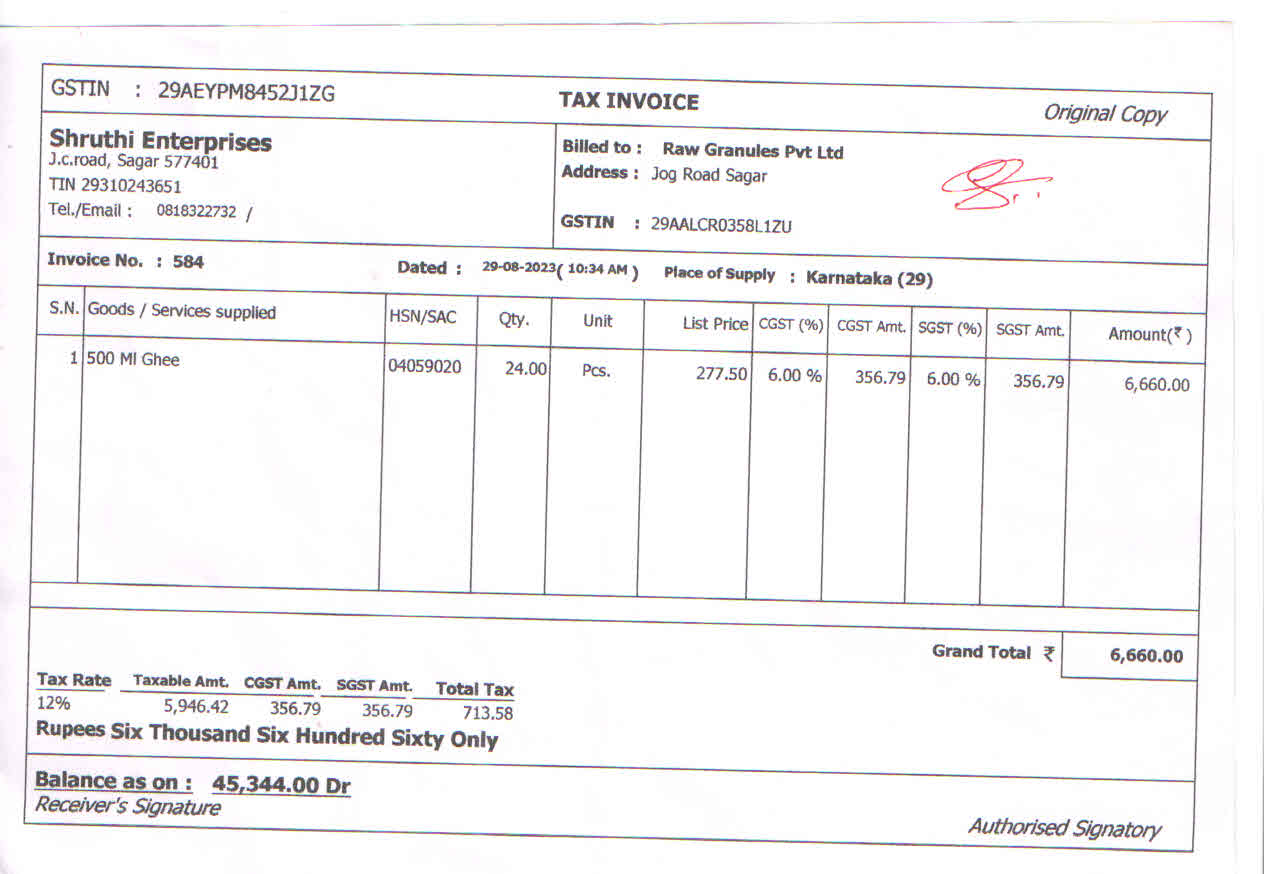 GSTIN : 29AEYPM8452J1ZG
TAX INVOICE
Original Copy
Shruthi Enterprises
J.c.road, Sagar 577401
TIN 29310243651
Tel./Email : 0818322732 /
Billed to : Raw Granules Pvt Ltd
Address : Jog Road Sagar
GSTIN : 29AALCR0358L1ZU
Invoice No. : 584 Dated : 29-08-2023( 10:34 AM ) Place of Supply : Karnataka (29)
S.N. Goods / Services supplied HSN/SAC Qty. Unit List Price CGST (%) CGST Amt. SGST (%) SGST Amt. Amount(₹ )
1 500 Ml Ghee 04059020 24.00 Pcs. 277.50 6.00 % 356.79 6.00 % 356.79 6,660.00
Grand Total ₹ 6,660.00
Tax Rate Taxable Amt. CGST Amt. SGST Amt. Total Tax
12% 5,946.42 356.79 356.79 713.58
Rupees Six Thousand Six Hundred Sixty Only
Balance as on : 45,344.00 Dr
Receiver's Signature
Authorised Signatory